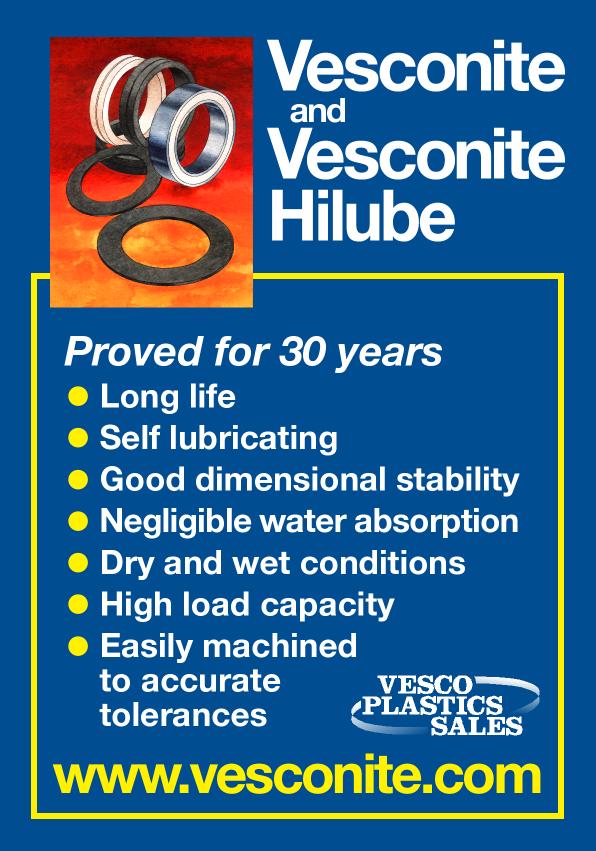 Vesconite
and
Vesconite
Hilube
Proved for 30 years
● Long life
● Self lubricating
● Good dimensional stability
● Negligible water absorption
● Dry and wet conditions
● High load capacity
● Easily machined
to accurate
tolerances
VESCO
PLASTICS
SALES
www.vesconite.com